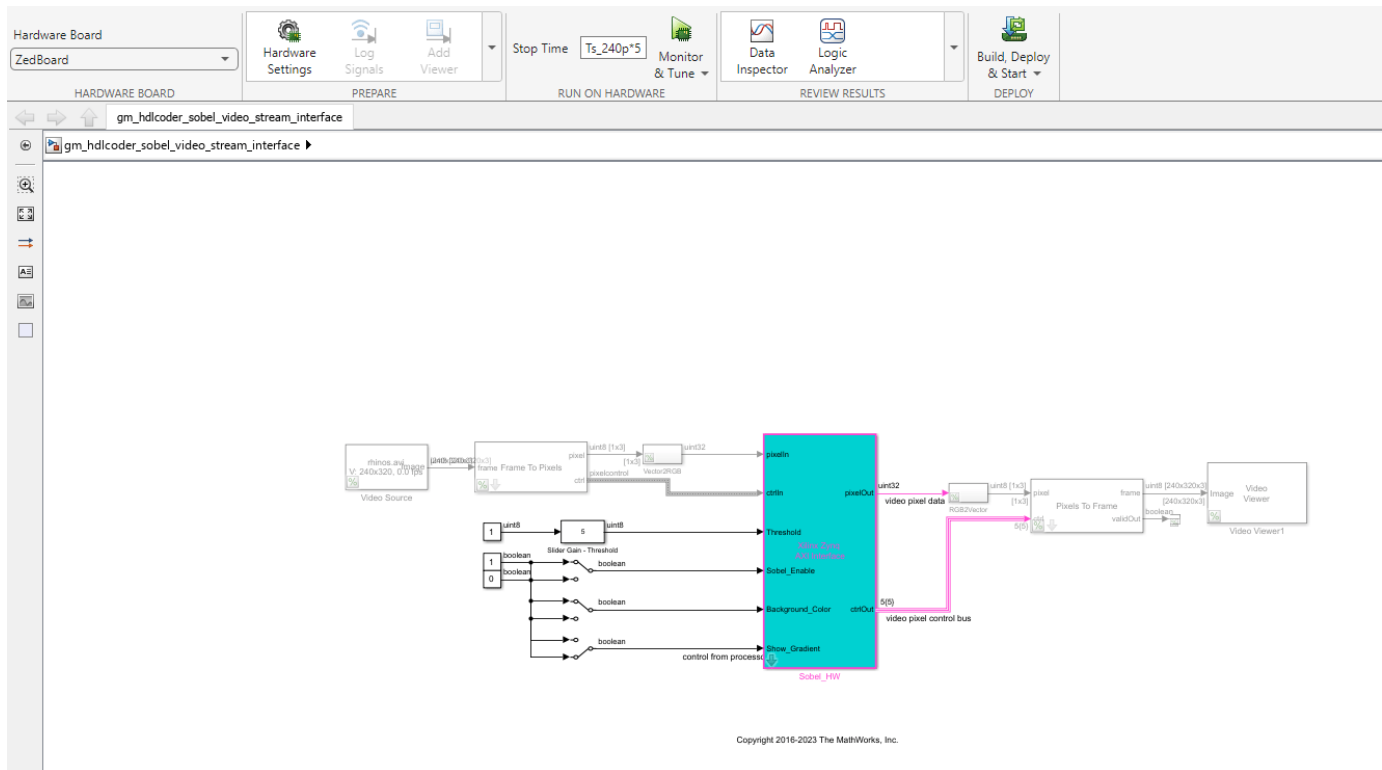 Hardware Board
ZedBoard
HARDWARE BOARD
Hardware
Settings
Log
Signals
Add
Viewer
PREPARE
Stop Time Ts_240p*5
Monitor
& Tune
RUN ON HARDWARE
Data
Inspector
Logic
Analyzer
REVIEW RESULTS
Build, Deploy
& Start
DEPLOY
gm_hdlcoder_sobel_video_stream_interface
gm_hdlcoder_sobel_video_stream_interface
rhinos.avi
V: 240x320, 0.0 fps
Image
Video Source
frame Frame To Pixels
pixel
ctrl
uint8 [1x3]
[1x3]
pixelcontrol
Vector2RGB
uint32
pixelIn
ctrlIn
Threshold
Sobel_Enable
Background_Color
Show_Gradient
pixelOut
ctrlOut
Sobel_HW
1
uint8
5
uint8
Slider Gain - Threshold
1
boolean
0
boolean
boolean
boolean
boolean
control from process
uint32
video pixel data
5{5}
video pixel control bus
RGB2Vector
uint8 [1x3]
[1x3]
5{5}
pixel
ctrl
Pixels To Frame
frame
validOut
uint8 [240x320x3]
[240x320x3]
boolean
Image
Video
Viewer
Video Viewer1
Copyright 2016-2023 The MathWorks, Inc.